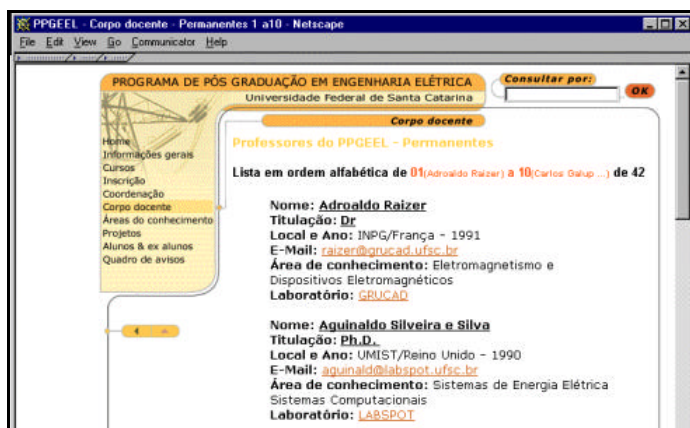 PPGEEL - Corpo docente - Permanentes 1 a10 - Netscape
File Edit View Go Communicator Help
PROGRAMA DE PÓS GRADUAÇÃO EM ENGENHARIA ELÉTRICA
Universidade Federal de Santa Catarina
Consultar por:
OK
Corpo docente
Home
Informações gerais
Cursos
Inscrição
Coordenação
Corpo docente
Áreas do conhecimento
Projetos
Alunos & ex alunos
Quadro de avisos
Professores do PPGEEL - Permanentes
Lista em ordem alfabética de 01(Adroaldo Raizer) a 10(Carlos Galup ...) de 42
Nome: Adroaldo Raizer
Titulação: Dr
Local e Ano: INPG/França - 1991
E-Mail: raizer@grucad.ufsc.br
Área de conhecimento: Eletromagnetismo e
Dispositivos Eletromagnéticos
Laboratório: GRUCAD
Nome: Aguinaldo Silveira e Silva
Titulação: Ph.D.
Local e Ano: UMIST/Reino Unido - 1990
E-Mail: aguinald@labspot.ufsc.br
Área de conhecimento: Sistemas de Energia Elétrica
Sistemas Computacionais
Laboratório: LABSPOT